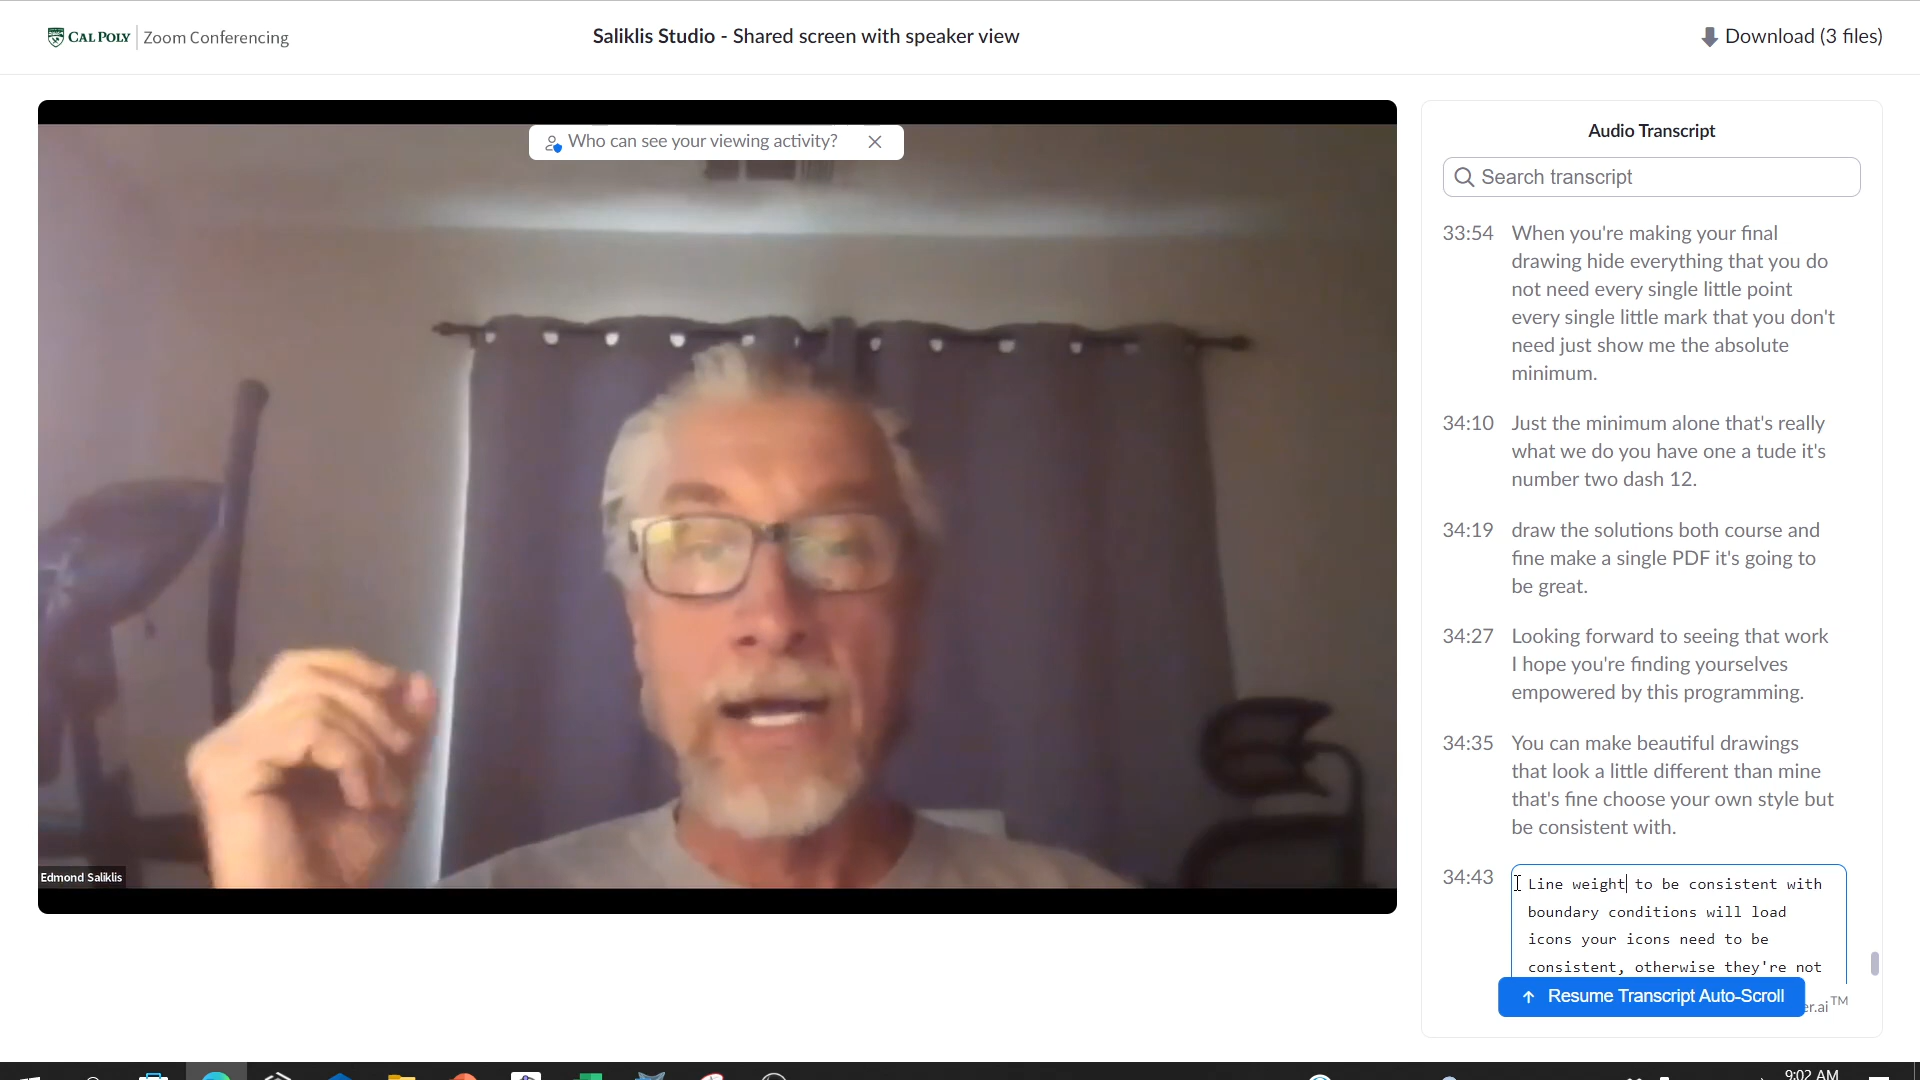 CAL POLY Zoom Conferencing
Saliklis Studio - Shared screen with speaker view
Download (3 files)
Who can see your viewing activity?
Edmond Saliklis
Audio Transcript
Search transcript
33:54 When you're making your final
drawing hide everything that you do
not need every single little point
every single little mark that you don't
need just show me the absolute
minimum.
34:10 Just the minimum alone that's really
what we do you have one a tude it's
number two dash 12.
34:19 draw the solutions both course and
fine make a single PDF it's going to
be great.
34:27 Looking forward to seeing that work
I hope you're finding yourselves
empowered by this programming.
34:35 You can make beautiful drawings
that look a little different than mine
that's fine choose your own style but
be consistent with.
34:43 Line weight to be consistent with
boundary conditions will load
icons your icons need to be
consistent, otherwise they're not
Resume Transcript Auto-Scroll
er.ai™
9:02 AM